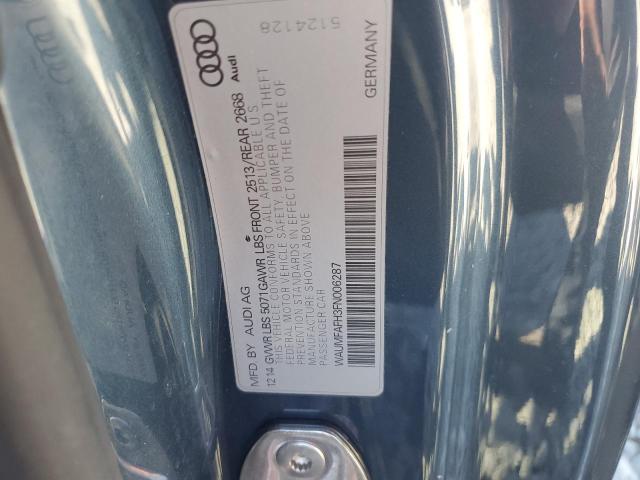 MFD BY AUDI AG
12 14 GVWR LBS 5071 GAWR LBS FRONT 2513/REAR 2668
THIS VEHICLE CONFORMS TO ALL APPLICABLE U S
FEDERAL MOTOR VEHICLE SAFETY, BUMPER AND THEFT
PREVENTION STANDARDS IN EFFECT ON THE DATE OF
MANUFACTURE SHOWN ABOVE
PASSENGER CAR
WAUMFAFH3FN006287
Audi
5124128
GERMANY